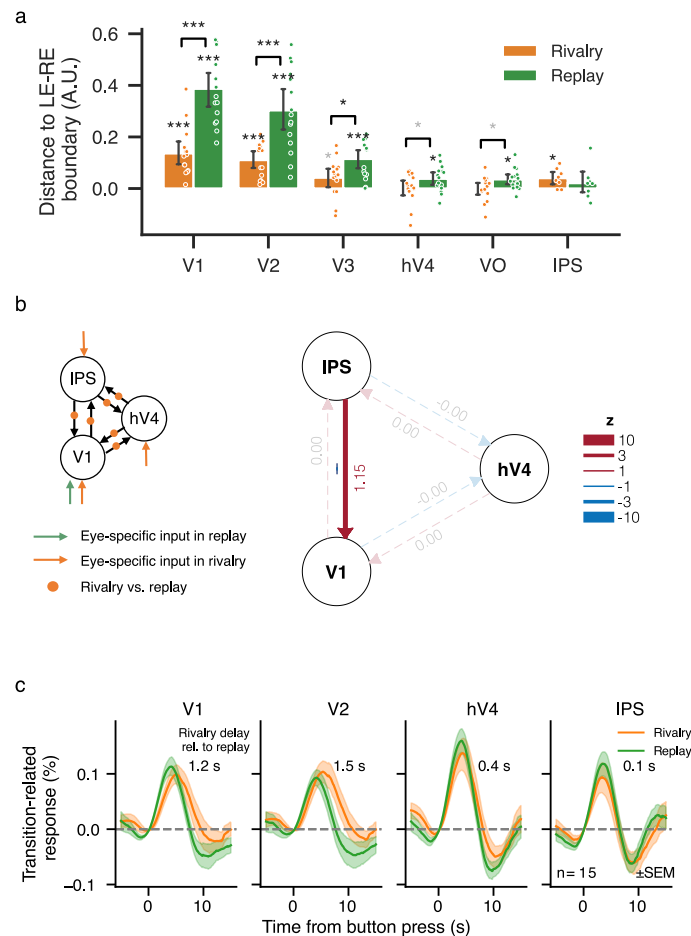 a
Distance to LE-RE
boundary (A.U.)
0.6
0.4
0.2
0.0
***
***
***
***
***
***
*
*
***
*
*
*
*
*
Rivalry
Replay
V1
V2
V3
hV4
VO
IPS
b
IPS
hV4
V1
Eye-specific input in replay
Eye-specific input in rivalry
Rivalry vs. replay
IPS
hV4
V1
-0.00
0.00
0.00
1.15
-0.00
0.00
z
10
3
1
-1
-3
-10
c
V1
V2
hV4
IPS
Transition-related
response (%)
0.1
0.0
−0.1
Rivalry delay
rel. to replay
1.2 s
1.5 s
0.4 s
0.1 s
Rivalry
Replay
n= 15
±SEM
0
10
0
10
0
10
0
10
Time from button press (s)